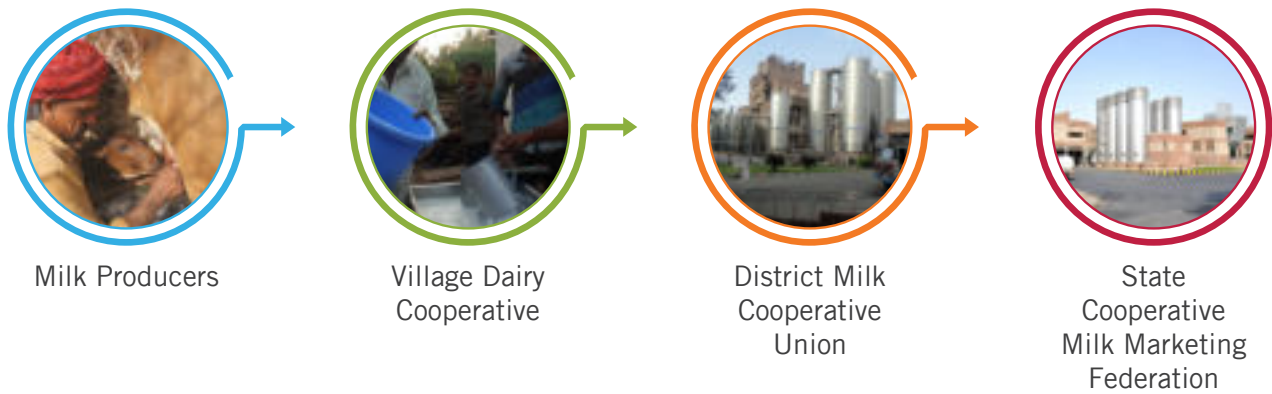 Milk Producers
Village Dairy
Cooperative
District Milk
Cooperative
Union
State
Cooperative
Milk Marketing
Federation